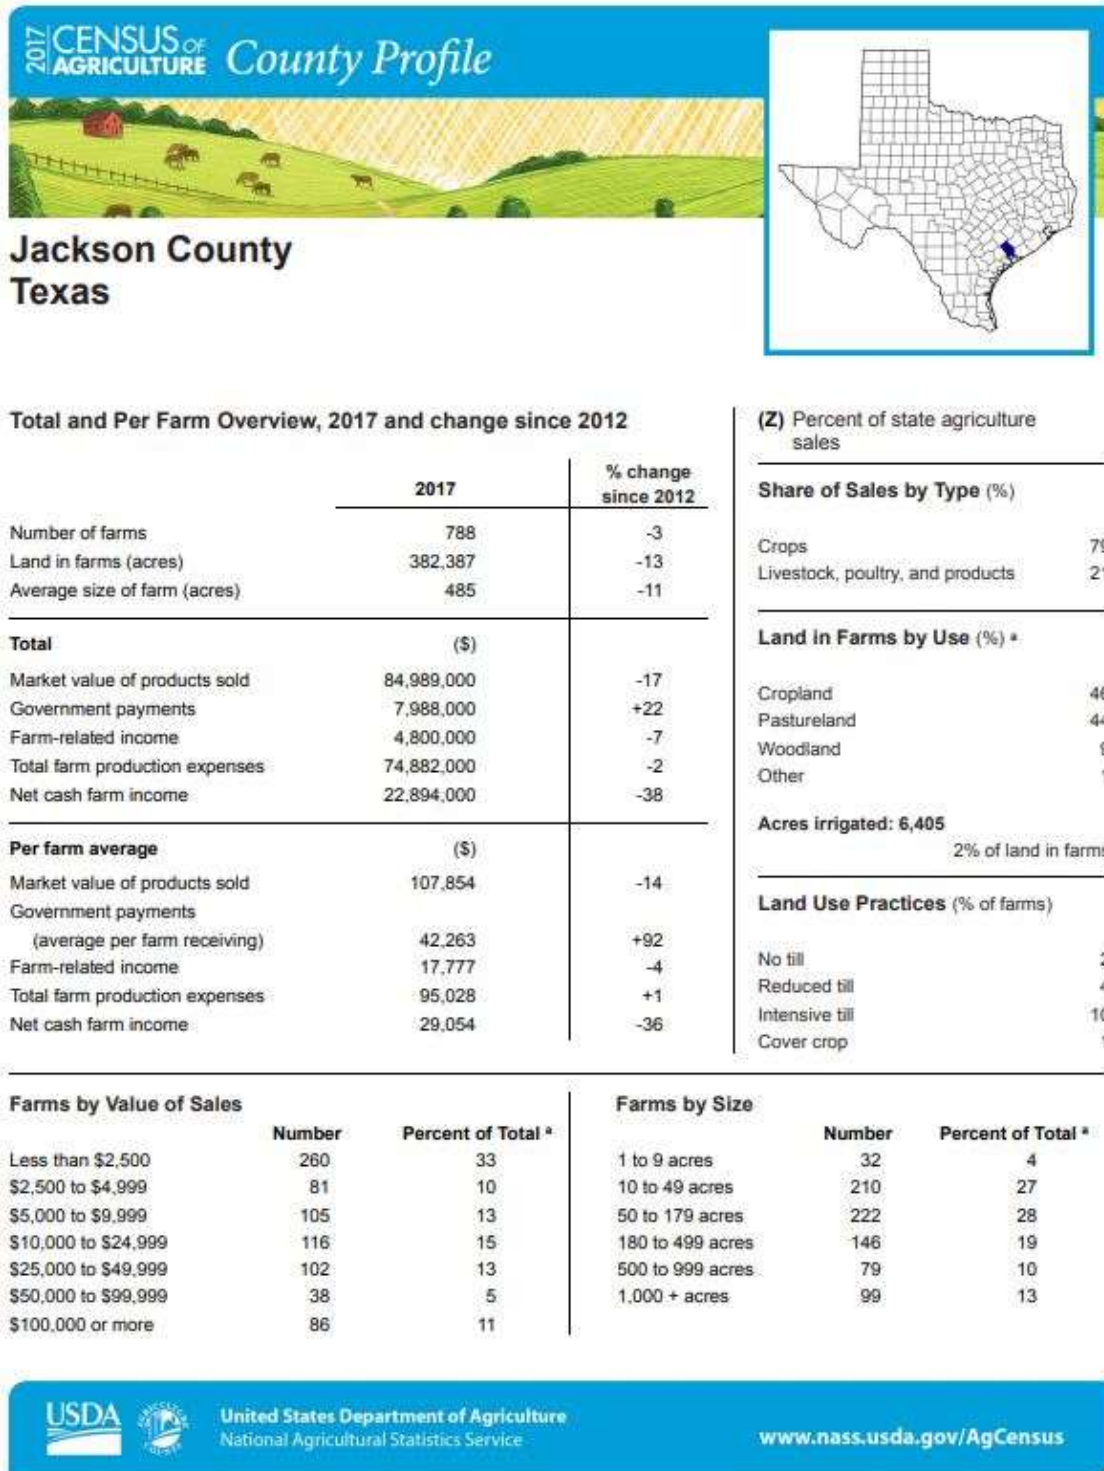 2017 CENSUS OF AGRICULTURE County Profile
Jackson County
Texas
Total and Per Farm Overview, 2017 and change since 2012
2017 % change since 2012
Number of farms 788 -3
Land in farms (acres) 382,387 -13
Average size of farm (acres) 485 -11
Total ($)
Market value of products sold 84,989,000 -17
Government payments 7,988,000 +22
Farm-related income 4,800,000 -7
Total farm production expenses 74,882,000 -2
Net cash farm income 22,894,000 -38
Per farm average ($)
Market value of products sold 107,854 -14
Government payments
(average per farm receiving) 42,263 +92
Farm-related income 17,777 -4
Total farm production expenses 95,028 +1
Net cash farm income 29,054 -36
(Z) Percent of state agriculture
sales
Share of Sales by Type (%)
Crops 79
Livestock, poultry, and products
Land in Farms by Use (%) a
Cropland 46
Pastureland 44
Woodland
Other
Acres irrigated: 6,405
2% of land in farms
Land Use Practices (% of farms)
No till
Reduced till
Intensive till 10
Cover crop
Farms by Value of Sales
Number Percent of Total a
Less than $2,500 260 33
$2,500 to $4,999 81 10
$5,000 to $9,999 105 13
$10,000 to $24,999 116 15
$25,000 to $49,999 102 13
$50,000 to $99,999 38 5
$100,000 or more 86 11
Farms by Size
Number Percent of Total a
1 to 9 acres 32 4
10 to 49 acres 210 27
50 to 179 acres 222 28
180 to 499 acres 146 19
500 to 999 acres 79 10
1,000 + acres 99 13
USDA
United States Department of Agriculture
National Agricultural Statistics Service
www.nass.usda.gov/AgCensus